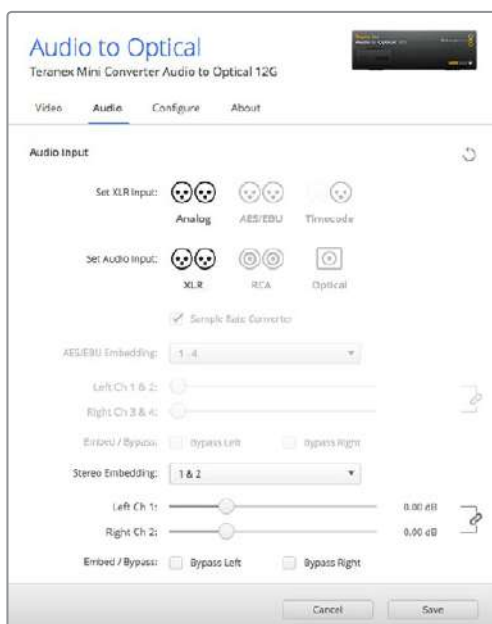 Audio to Optical
Teranex Mini Converter Audio to Optical 12G
Video Audio Configure About
Audio Input
Set XLR Input:
Analog AES/EBU Timecode
Set Audio Input:
XLR RCA Optical
Sample Rate Converter
AES/EBU Embedding: 1 - 4
Left Ch 1 & 2:
Right Ch 3 & 4:
Embed / Bypass: Bypass Left Bypass Right
Stereo Embedding: 1 & 2
Left Ch 1: 0.00 dB
Right Ch 2: 0.00 dB
Embed / Bypass: Bypass Left Bypass Right
Cancel Save